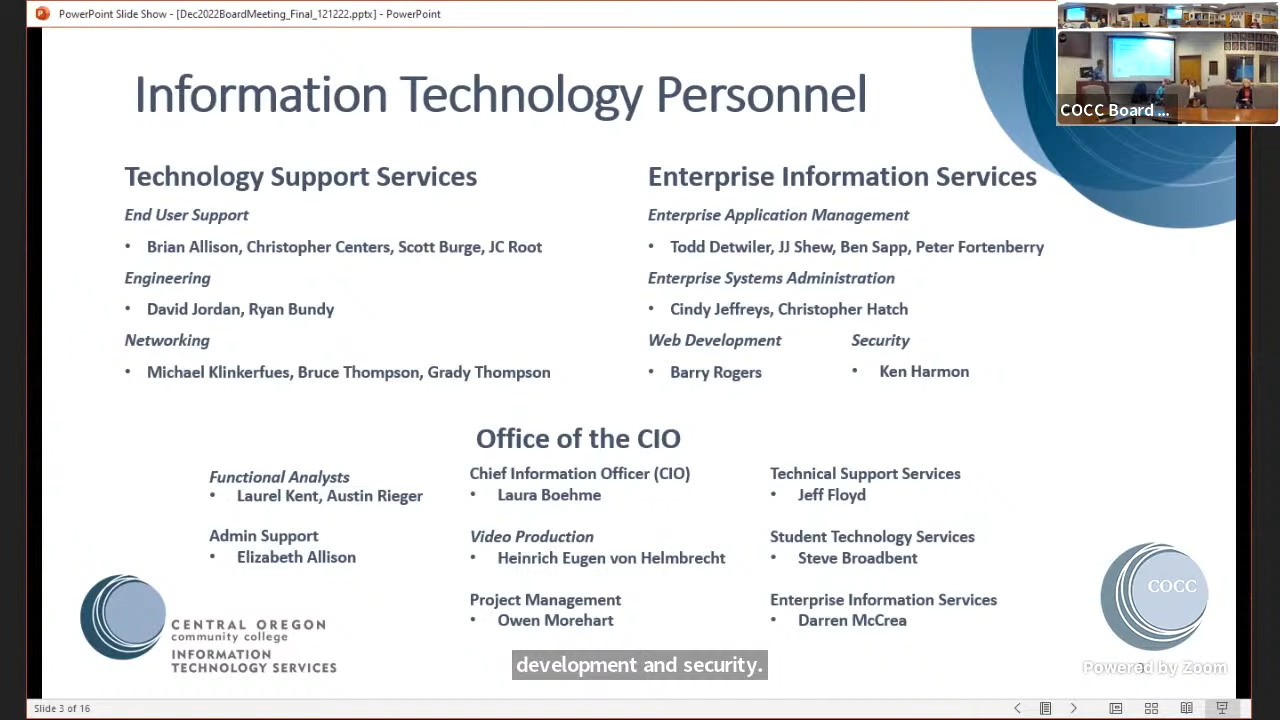 PowerPoint Slide Show - [Dec2022BoardMeeting_Final_121222.pptx] - PowerPoint
COCC Board ...
Information Technology Personnel
Technology Support Services
End User Support
• Brian Allison, Christopher Centers, Scott Burge, JC Root
Engineering
• David Jordan, Ryan Bundy
Networking
• Michael Klinkerfues, Bruce Thompson, Grady Thompson
Enterprise Information Services
Enterprise Application Management
• Todd Detwiler, JJ Shew, Ben Sapp, Peter Fortenberry
Enterprise Systems Administration
• Cindy Jeffreys, Christopher Hatch
Web Development
• Barry Rogers
Security
• Ken Harmon
Office of the CIO
Functional Analysts
• Laurel Kent, Austin Rieger
Admin Support
• Elizabeth Allison
Chief Information Officer (CIO)
• Laura Boehme
Video Production
• Heinrich Eugen von Helmbrecht
Project Management
• Owen Morehart
Technical Support Services
• Jeff Floyd
Student Technology Services
• Steve Broadbent
Enterprise Information Services
• Darren McCrea
CENTRAL OREGON
community college
INFORMATION
TECHNOLOGY SERVICES
COCC
development and security.
Powered by Zoom
Slide 3 of 16